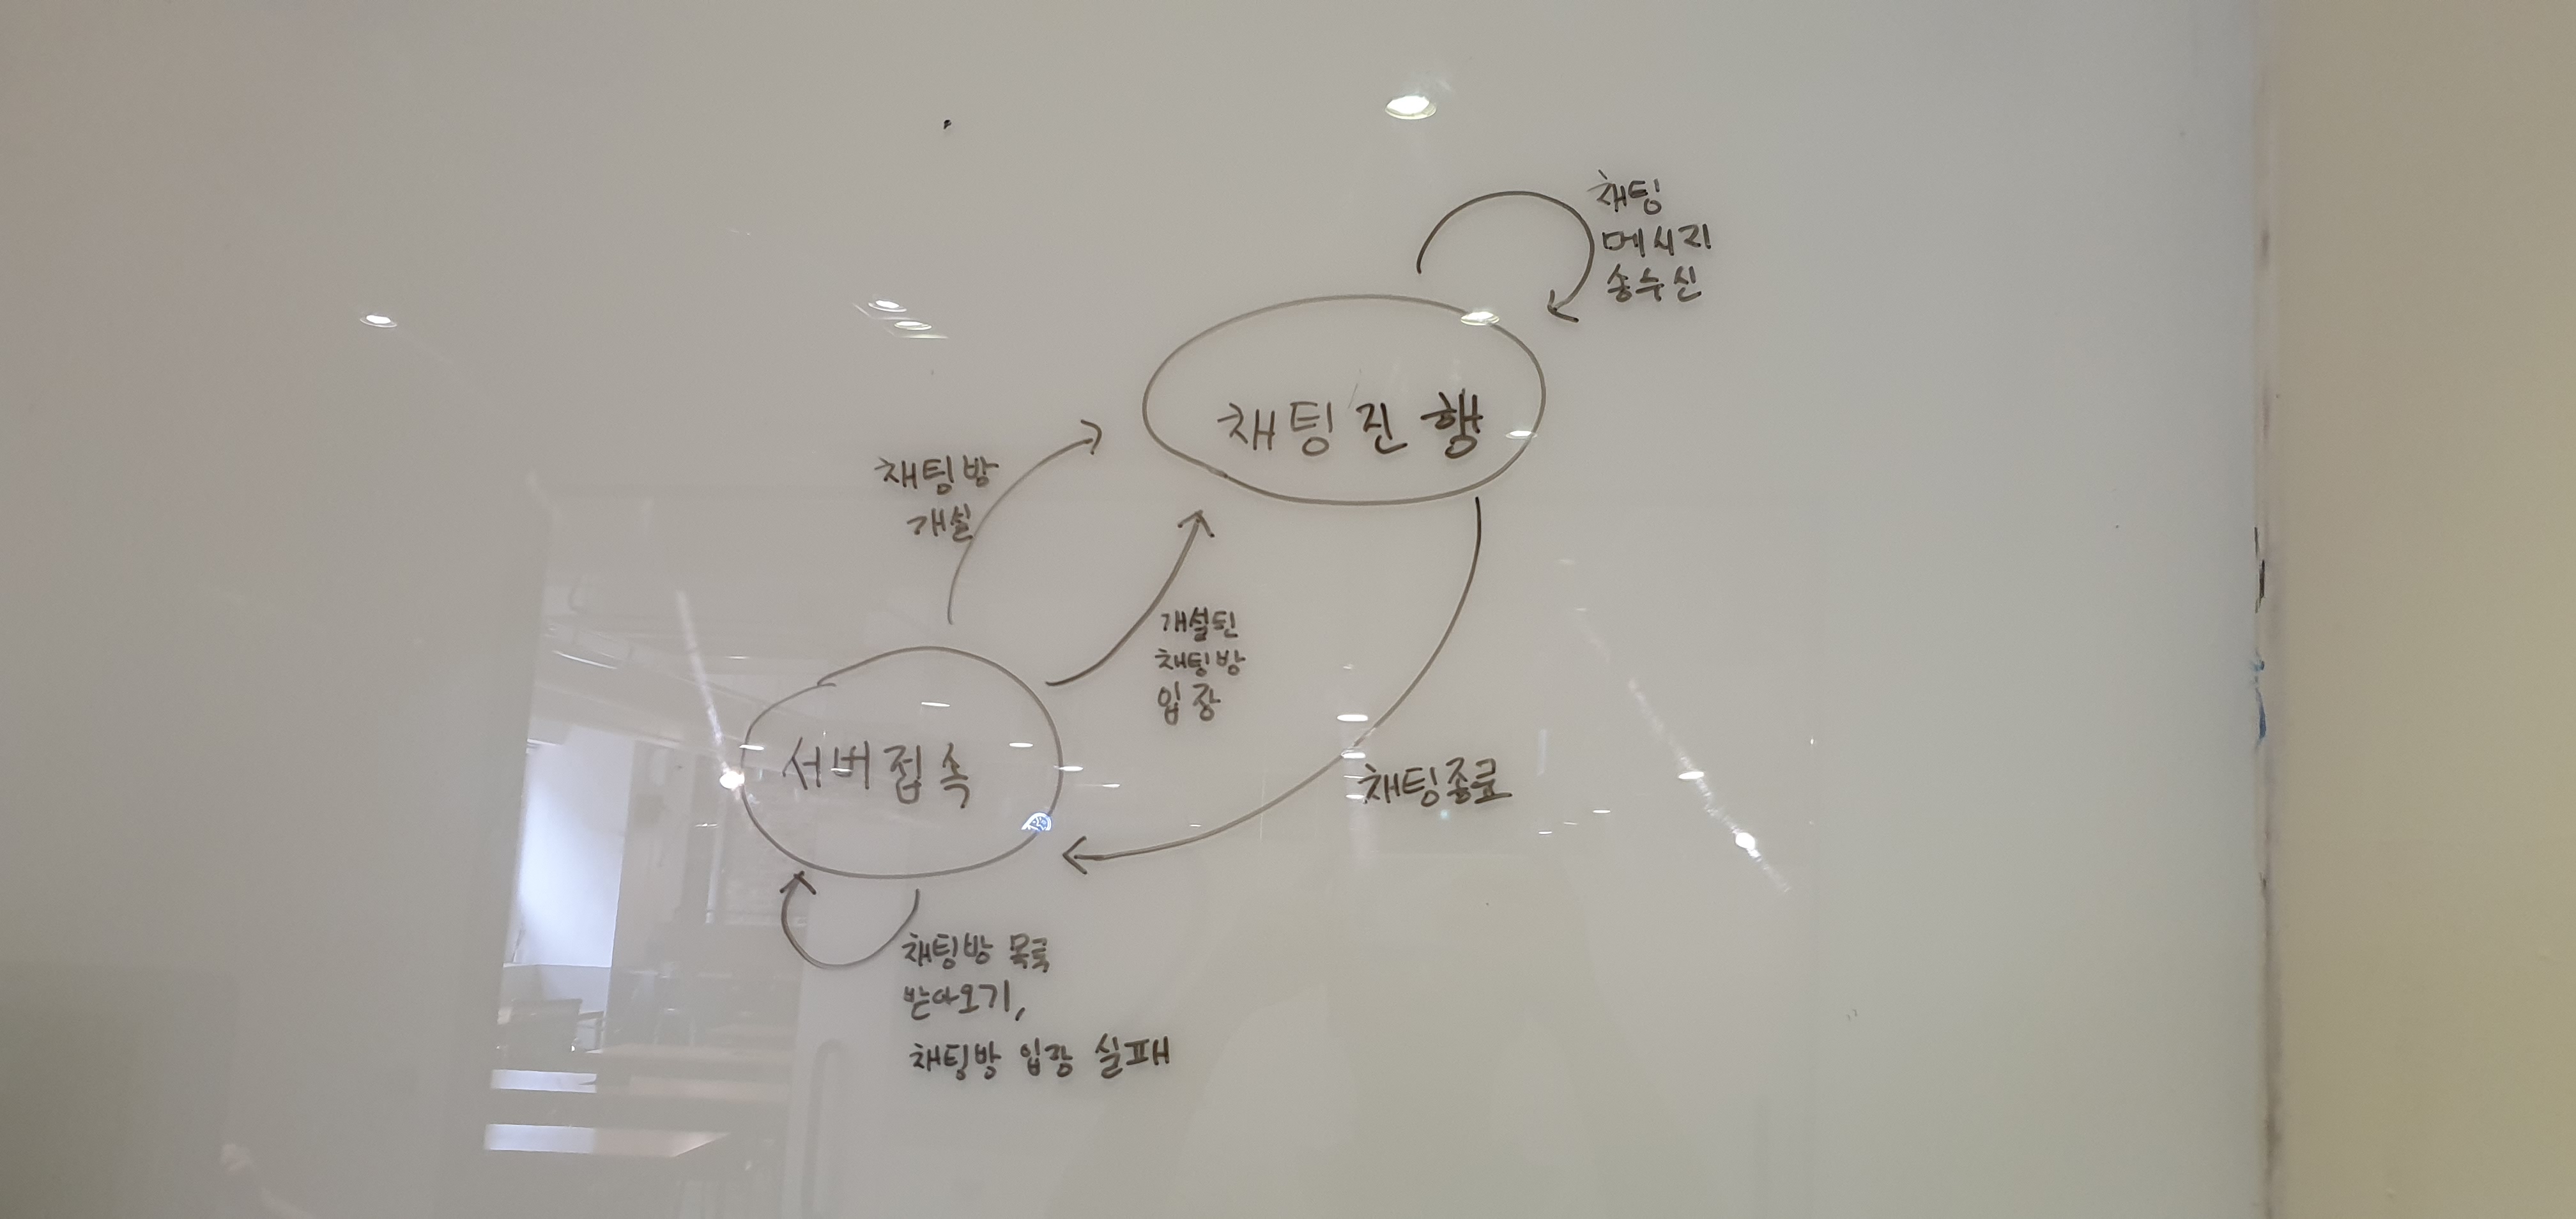 채팅
메시지
송수신
채팅진행
채팅방
개설
개설된
채팅방
입장
서버접속
채팅종료
채팅방 목록
받아오기,
채팅방 입장 실패